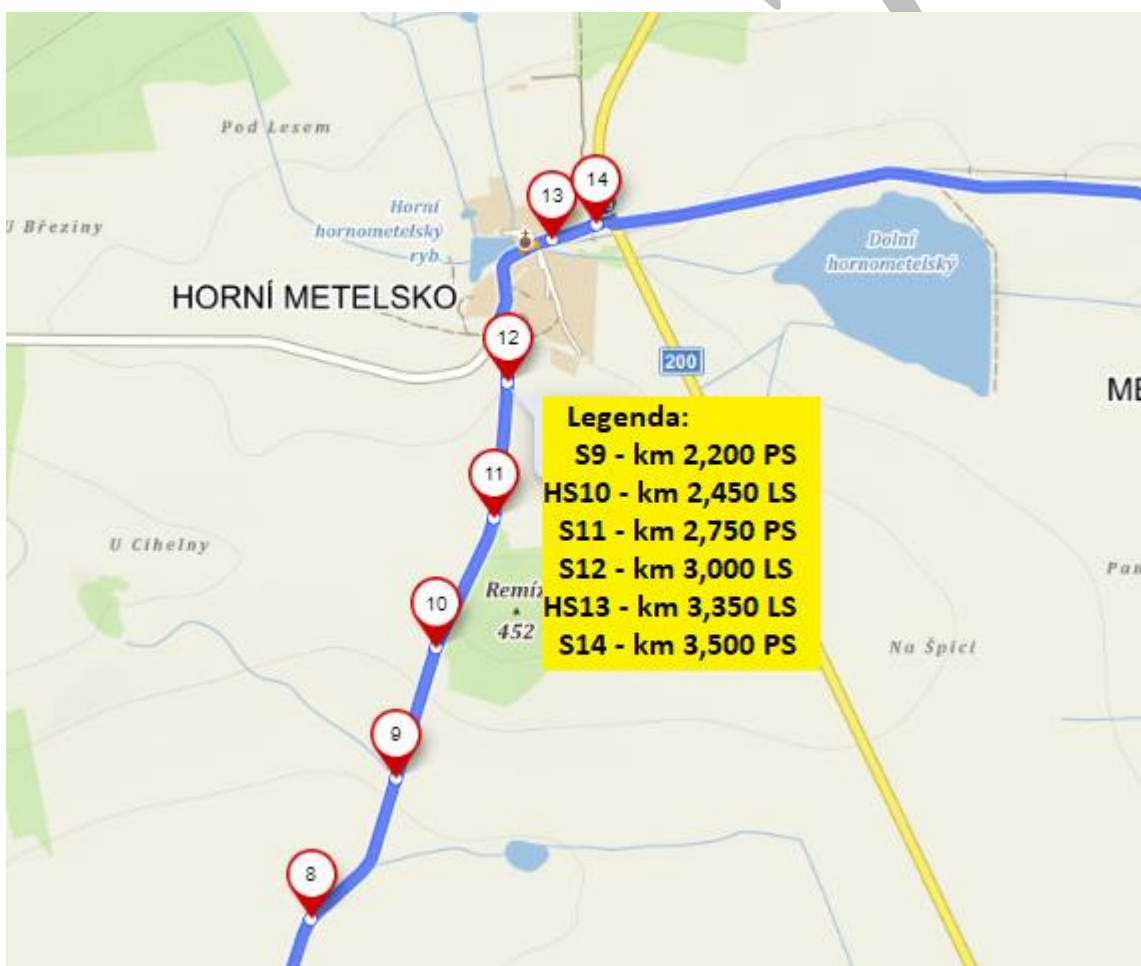 Pod Lesem
13
14
Horní
hornometelský
ryb.
U Březiny
Dolní
hornometelský
HORNÍ METELSKO
12
200
ME
Legenda:
S9 - km 2,200 PS
HS10 - km 2,450 LS
S11 - km 2,750 PS
S12 - km 3,000 LS
HS13 - km 3,350 LS
S14 - km 3,500 PS
11
U Cihelny
Remíz
452
10
Na Špici
9
8